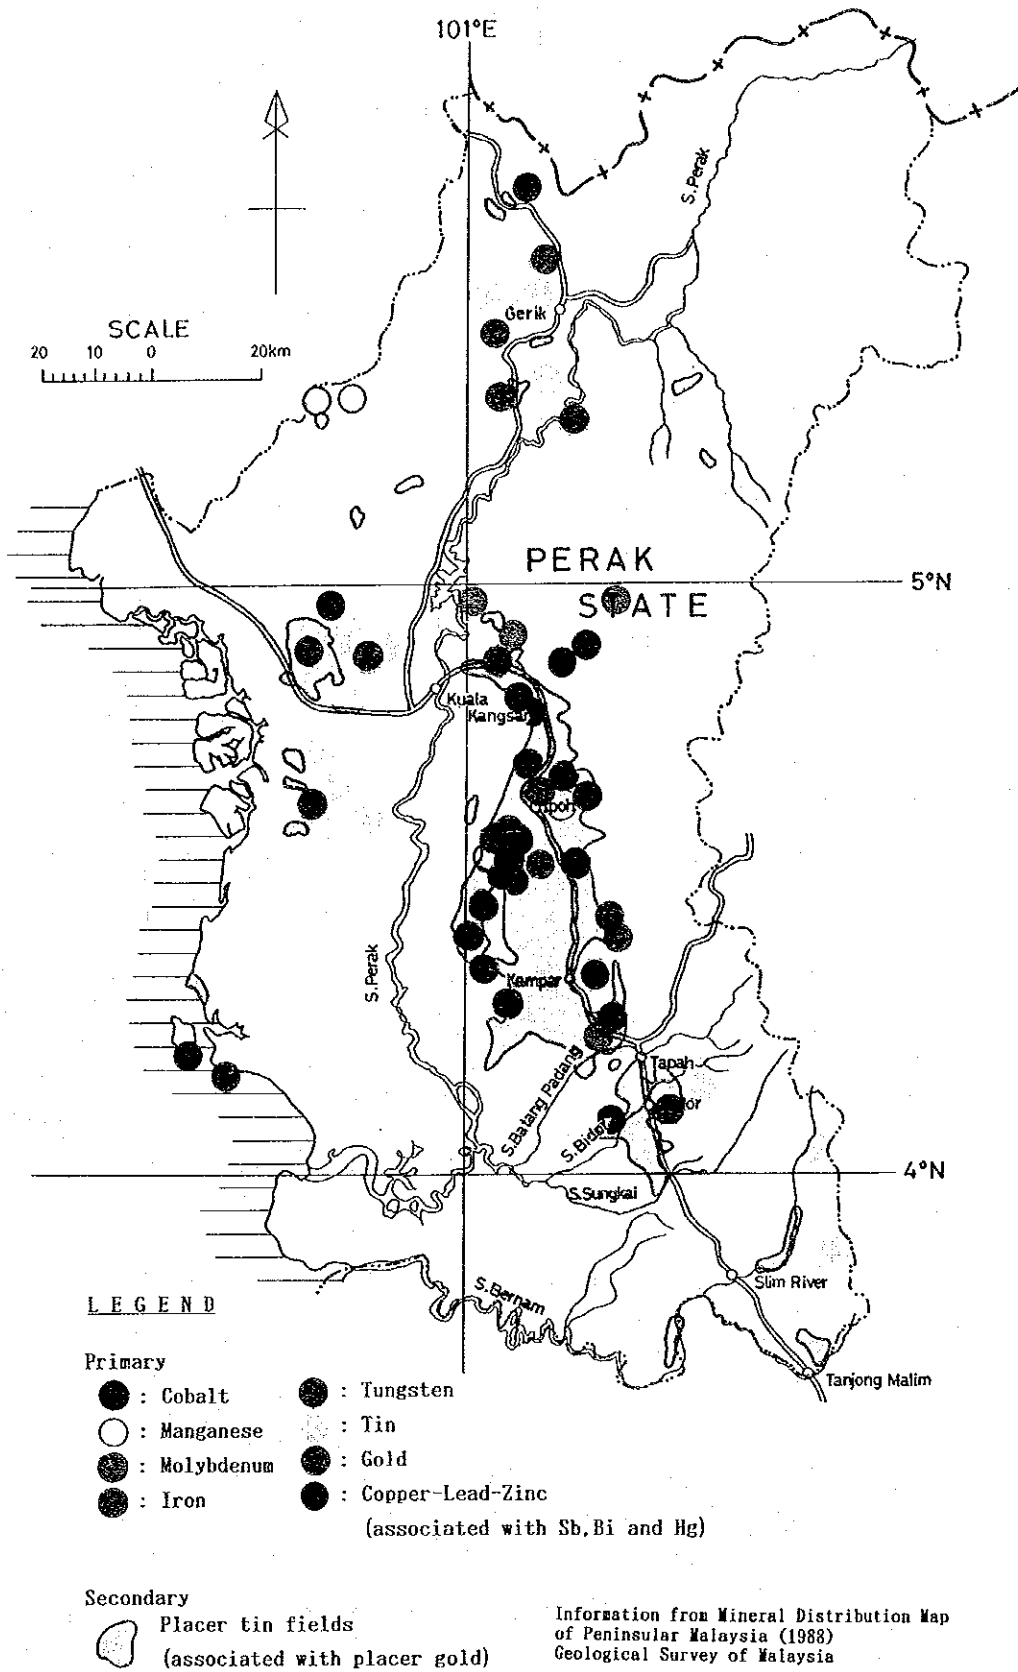 101°E
S.Perak
Gerik
SCALE
20 10 0 20km
PERAK
STATE
5°N
Kuala
Kangsar
Ipoh
S.Perak
Kampar
Tapah
S.Batang Padang
S.Bidor
S.Sungkai
4°N
Slim River
S.Bernam
Tanjong Malim
LEGEND
Primary
: Cobalt
: Manganese
: Molybdenum
: Iron
: Tungsten
: Tin
: Gold
: Copper-Lead-Zinc
(associated with Sb,Bi and Hg)
Secondary
Placer tin fields
(associated with placer gold)
Information from Mineral Distribution Map
of Peninsular Malaysia (1988)
Geological Survey of Malaysia